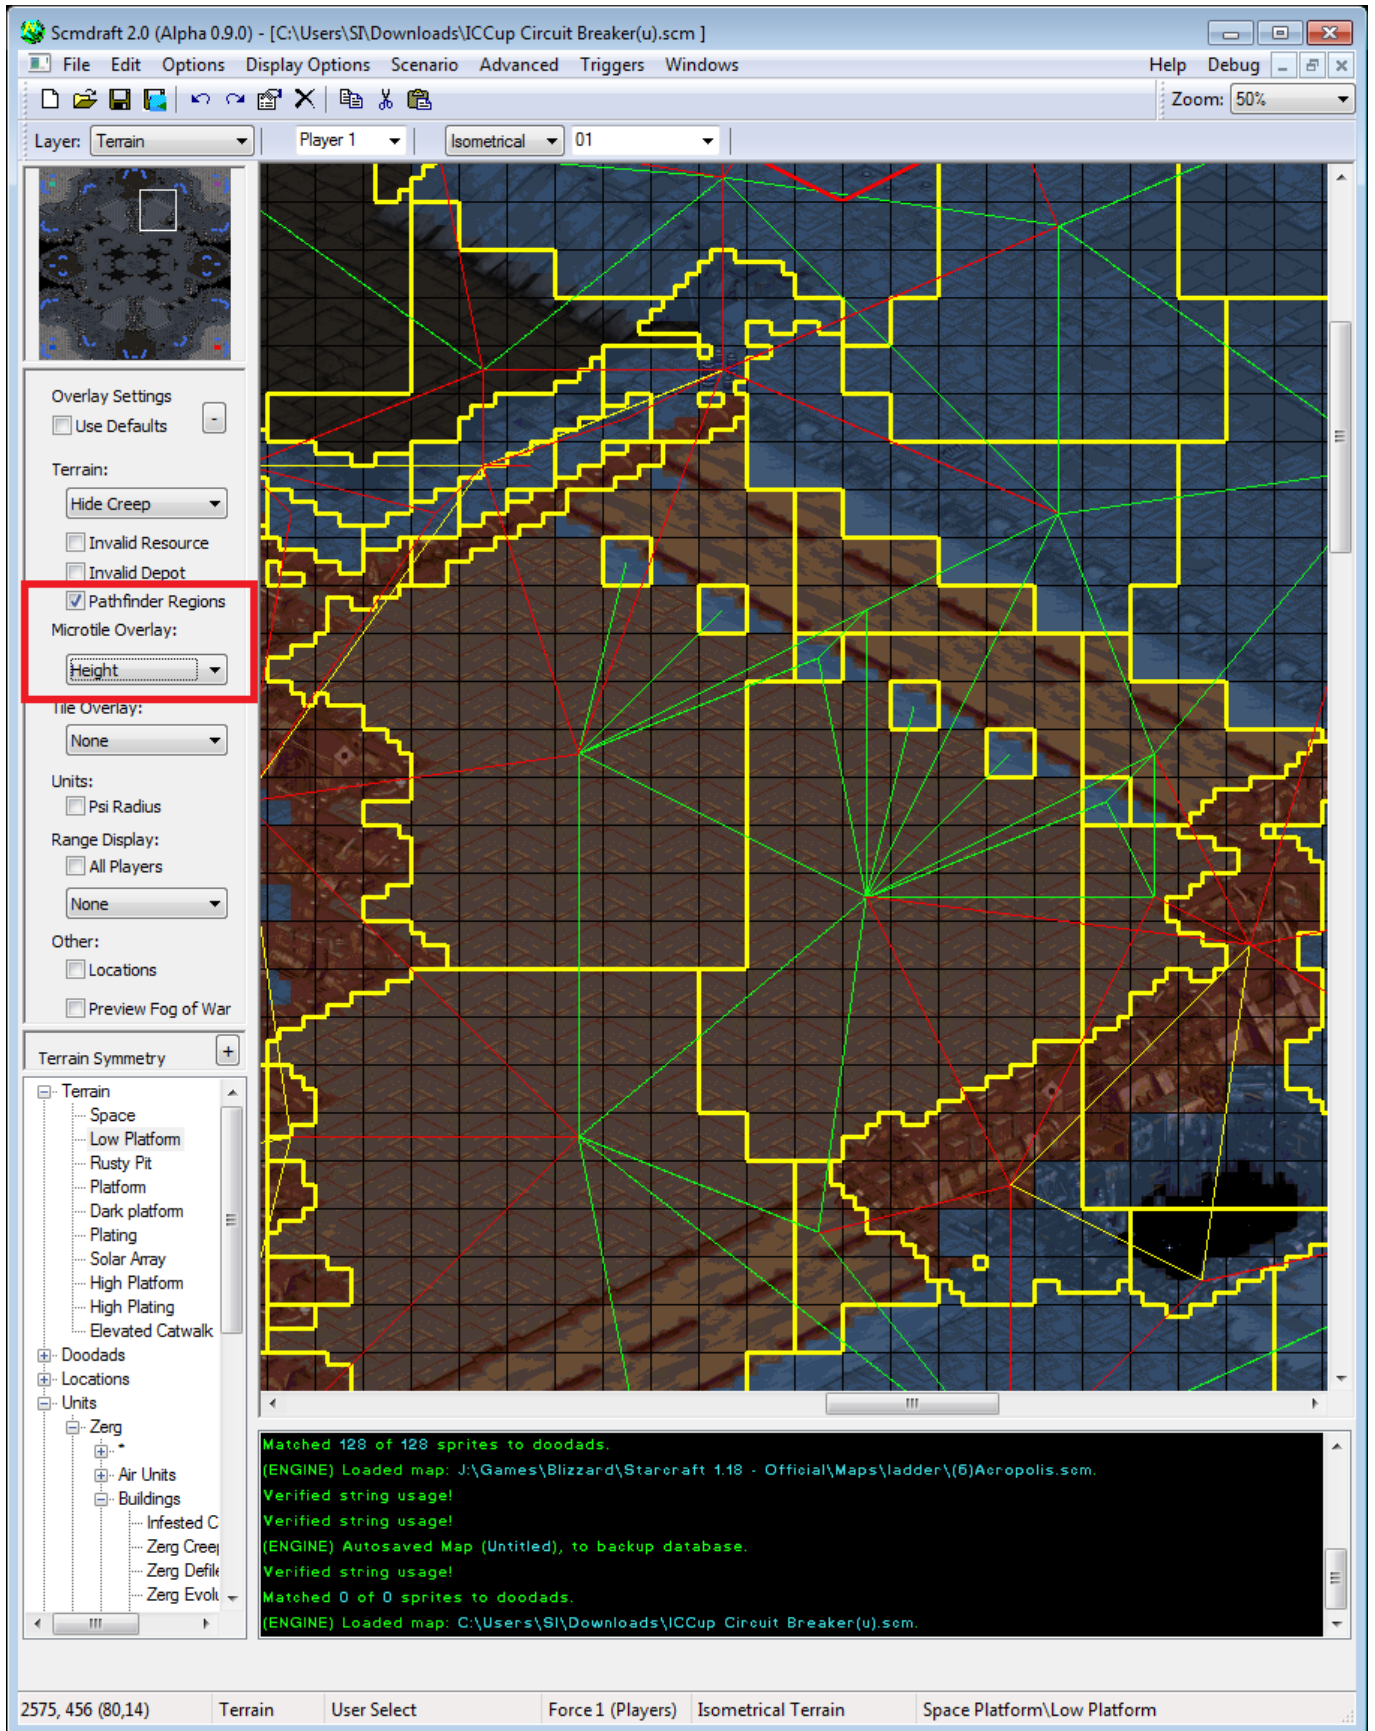 Scmdraft 2.0 (Alpha 0.9.0) - [C:\Users\SI\Downloads\ICCup Circuit Breaker(u).scm ]
File Edit Options Display Options Scenario Advanced Triggers Windows Help Debug
Zoom: 50%
Layer: Terrain Player 1 Isometrical 01
Overlay Settings
Use Defaults -
Terrain:
Hide Creep
Invalid Resource
Invalid Depot
Pathfinder Regions
Microtile Overlay:
Height
Tile Overlay:
None
Units:
Psi Radius
Range Display:
All Players
None
Other:
Locations
Preview Fog of War
Terrain Symmetry +
Terrain
Space
Low Platform
Rusty Pit
Platform
Dark platform
Plating
Solar Array
High Platform
High Plating
Elevated Catwalk
Doodads
Locations
Units
Zerg
*
Air Units
Buildings
Infested C
Zerg Creep
Zerg Defile
Zerg Evolu
Matched 128 of 128 sprites to doodads.
(ENGINE) Loaded map: J:\Games\Blizzard\Starcraft 1.18 - Official\Maps\ladder\(6)Acropolis.scm.
Verified string usage!
Verified string usage!
(ENGINE) Autosaved Map (Untitled), to backup database.
Verified string usage!
Matched 0 of 0 sprites to doodads.
(ENGINE) Loaded map: C:\Users\SI\Downloads\ICCup Circuit Breaker(u).scm.
2575, 456 (80,14) Terrain User Select Force 1 (Players) Isometrical Terrain Space Platform\Low Platform